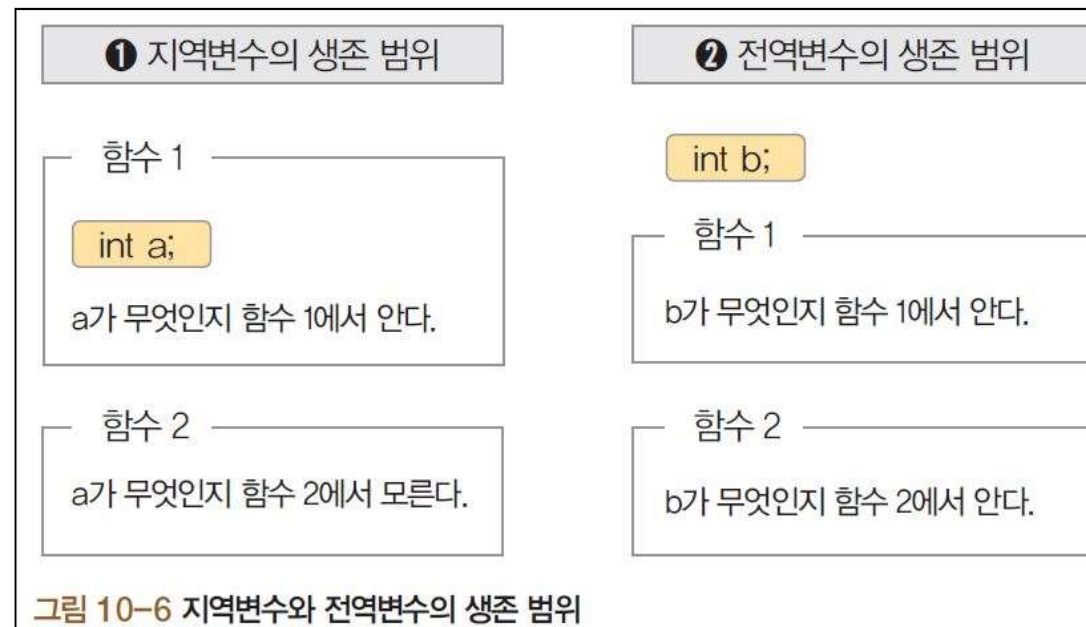 ❶ 지역변수의 생존 범위
함수 1
int a;
a가 무엇인지 함수 1에서 안다.
함수 2
a가 무엇인지 함수 2에서 모른다.
❷ 전역변수의 생존 범위
int b;
함수 1
b가 무엇인지 함수 1에서 안다.
함수 2
b가 무엇인지 함수 2에서 안다.
그림 10-6 지역변수와 전역변수의 생존 범위